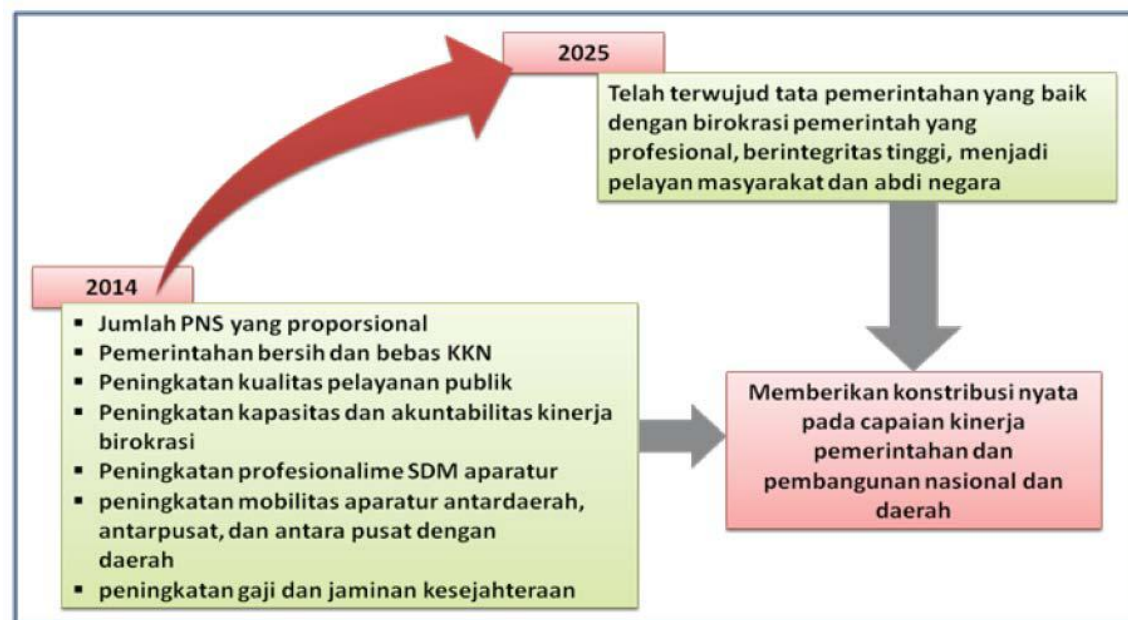 2025
Telah terwujud tata pemerintahan yang baik
dengan birokrasi pemerintah yang
profesional, berintegritas tinggi, menjadi
pelayan masyarakat dan abdi negara
2014
▪ Jumlah PNS yang proporsional
▪ Pemerintahan bersih dan bebas KKN
▪ Peningkatan kualitas pelayanan publik
▪ Peningkatan kapasitas dan akuntabilitas kinerja
birokrasi
▪ Peningkatan profesionalime SDM aparatur
▪ peningkatan mobilitas aparatur antardaerah,
antarpusat, dan antara pusat dengan
daerah
▪ peningkatan gaji dan jaminan kesejahteraan
Memberikan konstribusi nyata
pada capaian kinerja
pemerintahan dan
pembangunan nasional dan
daerah